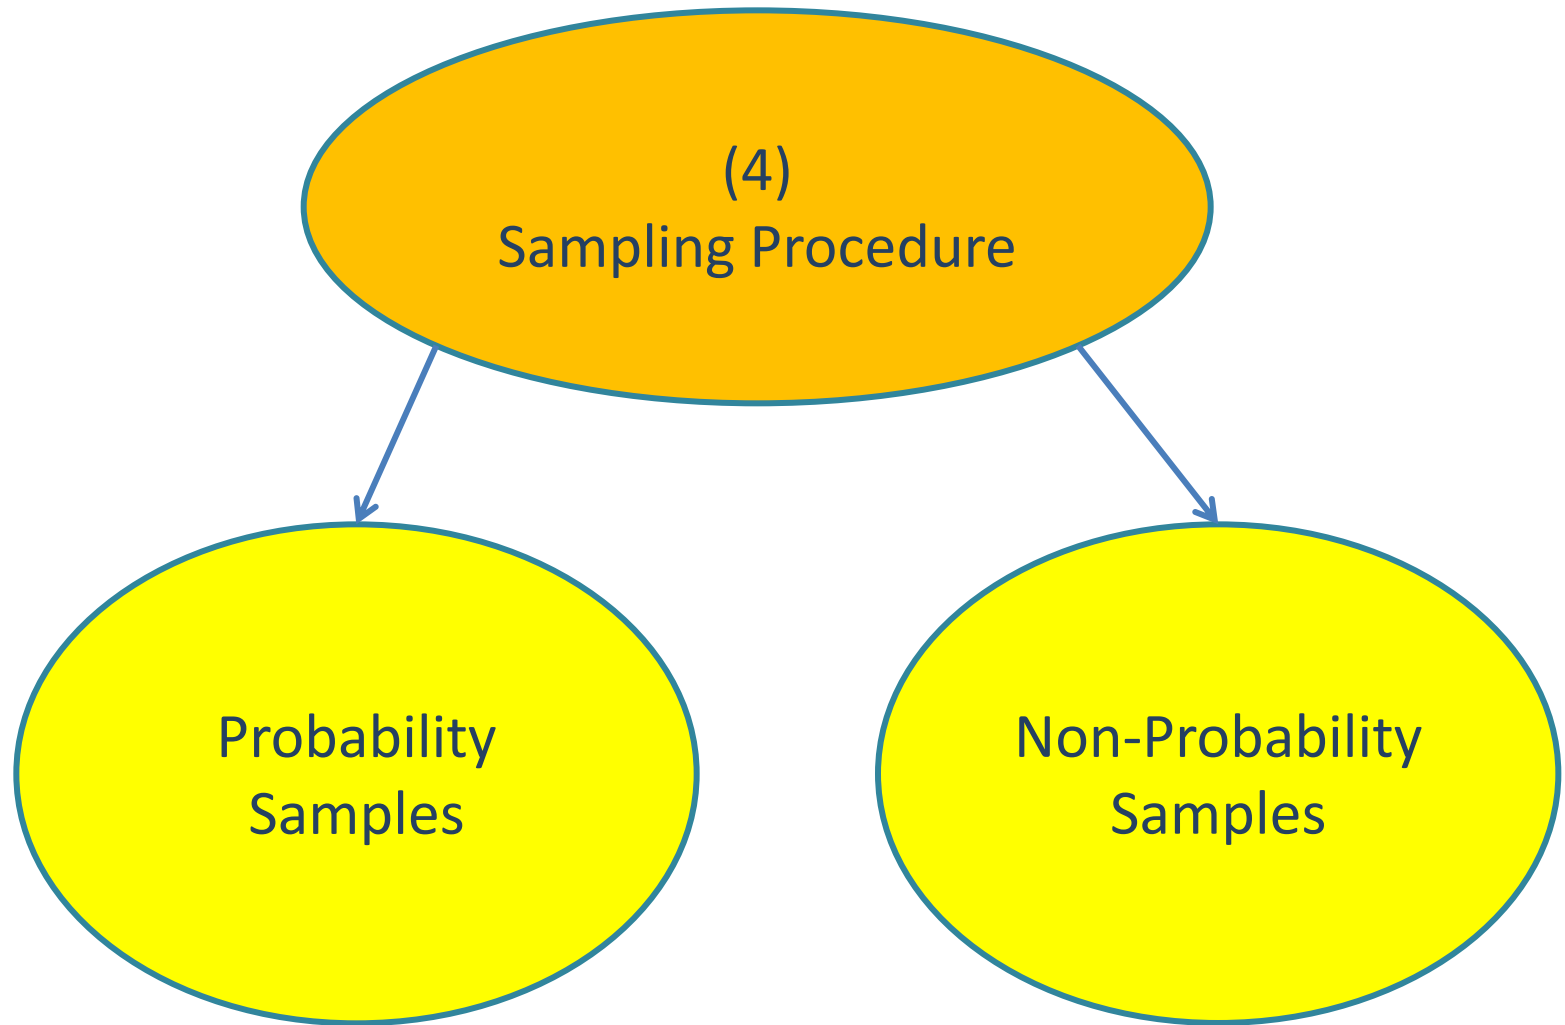 (4)
Sampling Procedure
Probability
Samples
Non-Probability
Samples